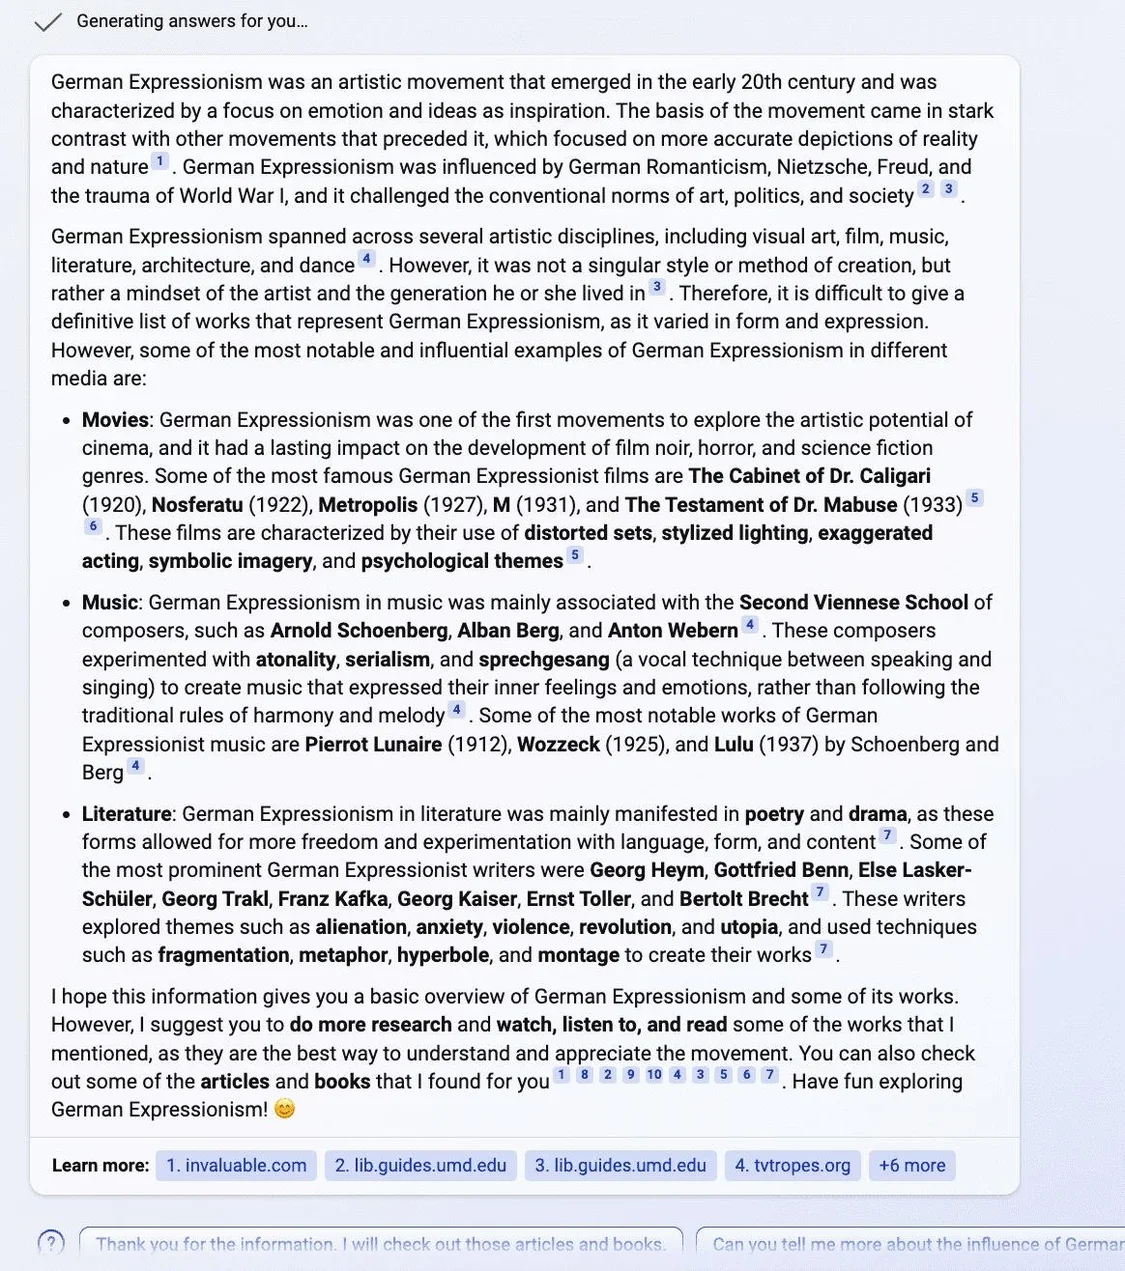 Generating answers for you...
German Expressionism was an artistic movement that emerged in the early 20th century and was
characterized by a focus on emotion and ideas as inspiration. The basis of the movement came in stark
contrast with other movements that preceded it, which focused on more accurate depictions of reality
and nature 1 . German Expressionism was influenced by German Romanticism, Nietzsche, Freud, and
the trauma of World War I, and it challenged the conventional norms of art, politics, and society 2 3 .
German Expressionism spanned across several artistic disciplines, including visual art, film, music,
literature, architecture, and dance 4 . However, it was not a singular style or method of creation, but
rather a mindset of the artist and the generation he or she lived in 3 . Therefore, it is difficult to give a
definitive list of works that represent German Expressionism, as it varied in form and expression.
However, some of the most notable and influential examples of German Expressionism in different
media are:
• Movies: German Expressionism was one of the first movements to explore the artistic potential of
cinema, and it had a lasting impact on the development of film noir, horror, and science fiction
genres. Some of the most famous German Expressionist films are The Cabinet of Dr. Caligari
(1920), Nosferatu (1922), Metropolis (1927), M (1931), and The Testament of Dr. Mabuse (1933) 5
6 . These films are characterized by their use of distorted sets, stylized lighting, exaggerated
acting, symbolic imagery, and psychological themes 5 .
• Music: German Expressionism in music was mainly associated with the Second Viennese School of
composers, such as Arnold Schoenberg, Alban Berg, and Anton Webern 4 . These composers
experimented with atonality, serialism, and sprechgesang (a vocal technique between speaking and
singing) to create music that expressed their inner feelings and emotions, rather than following the
traditional rules of harmony and melody 4 . Some of the most notable works of German
Expressionist music are Pierrot Lunaire (1912), Wozzeck (1925), and Lulu (1937) by Schoenberg and
Berg 4 .
• Literature: German Expressionism in literature was mainly manifested in poetry and drama, as these
forms allowed for more freedom and experimentation with language, form, and content 7 . Some of
the most prominent German Expressionist writers were Georg Heym, Gottfried Benn, Else Lasker-
Schüler, Georg Trakl, Franz Kafka, Georg Kaiser, Ernst Toller, and Bertolt Brecht 7 . These writers
explored themes such as alienation, anxiety, violence, revolution, and utopia, and used techniques
such as fragmentation, metaphor, hyperbole, and montage to create their works 7 .
I hope this information gives you a basic overview of German Expressionism and some of its works.
However, I suggest you to do more research and watch, listen to, and read some of the works that I
mentioned, as they are the best way to understand and appreciate the movement. You can also check
out some of the articles and books that I found for you 1 8 2 9 10 4 3 5 6 7 . Have fun exploring
German Expressionism! 😊
Learn more: 1. invaluable.com 2. lib.guides.umd.edu 3. lib.guides.umd.edu 4. tvtropes.org +6 more
? Thank you for the information. I will check out those articles and books. Can you tell me more about the influence of German